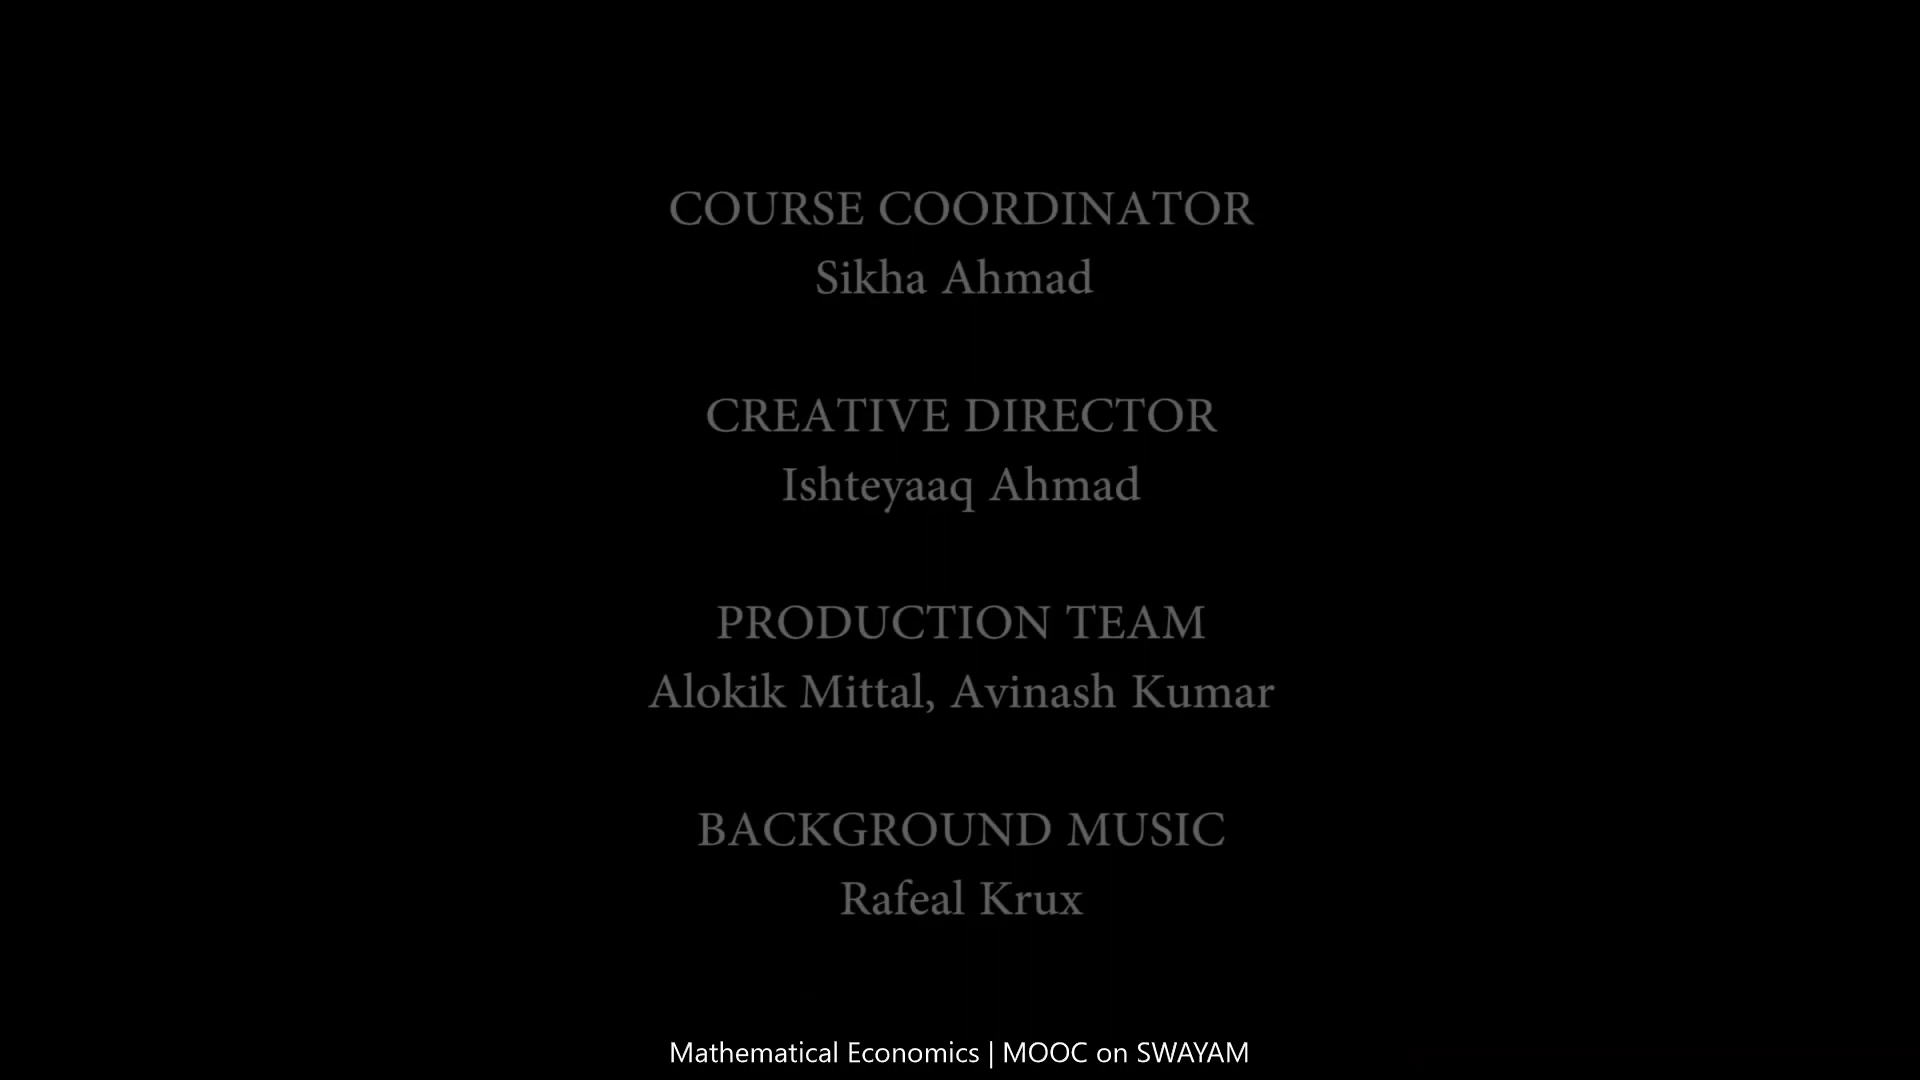 COURSE COORDINATOR
Sikha Ahmad
CREATIVE DIRECTOR
Ishteyaaq Ahmad
PRODUCTION TEAM
Alokik Mittal, Avinash Kumar
BACKGROUND MUSIC
Rafeal Krux
Mathematical Economics | MOOC on SWAYAM